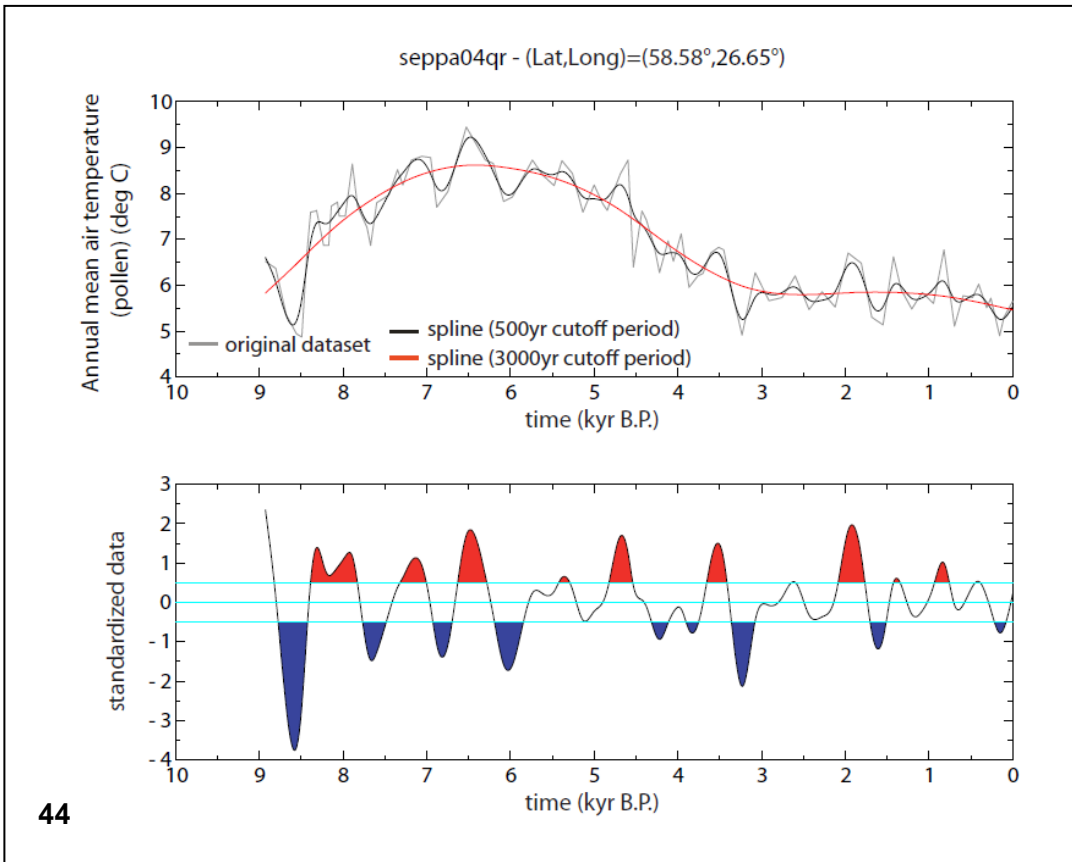 seppa04qr - (Lat,Long)=(58.58°,26.65°)
Annual mean air temperature
(pollen) (deg C)
10
9
8
7
6
5
4
original dataset
spline (500yr cutoff period)
spline (3000yr cutoff period)
10 9 8 7 6 5 4 3 2 1 0
time (kyr B.P.)
standardized data
3
2
1
0
- 1
- 2
- 3
- 4
10 9 8 7 6 5 4 3 2 1 0
time (kyr B.P.)
44